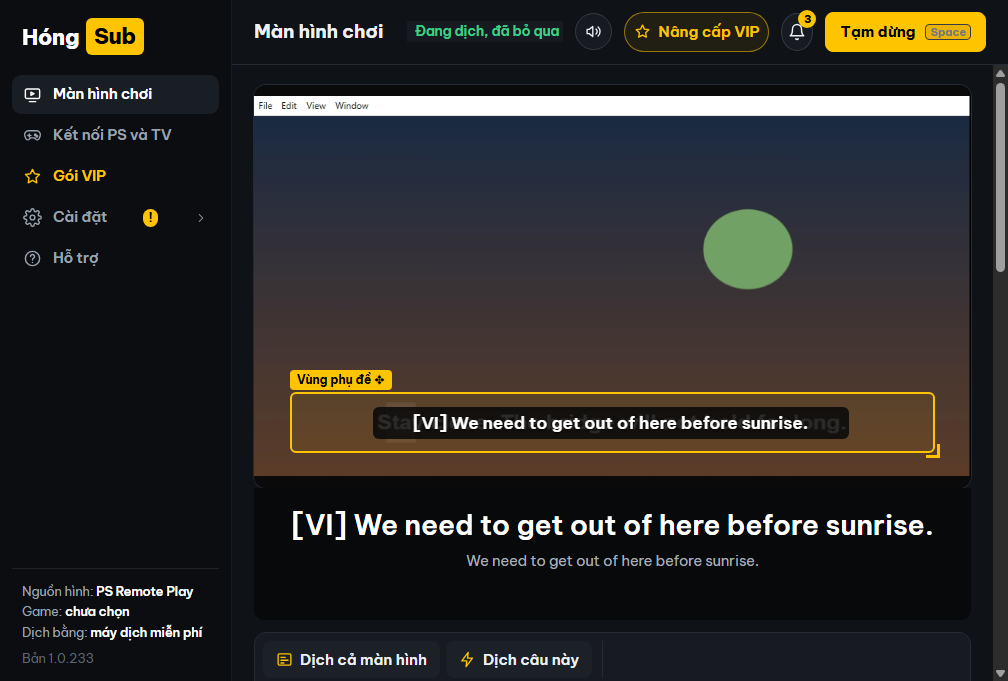 Hóng Sub
Màn hình chơi
Kết nối PS và TV
Gói VIP
Cài đặt !
Hỗ trợ
Nguồn hình: PS Remote Play
Game: chưa chọn
Dịch bằng: máy dịch miễn phí
Bản 1.0.233
Màn hình chơi
Đang dịch, đã bỏ qua
Nâng cấp VIP
3
Tạm dừng Space
File Edit View Window
Vùng phụ đề
[VI] We need to get out of here before sunrise.
[VI] We need to get out of here before sunrise.
We need to get out of here before sunrise.
Dịch cả màn hình
Dịch câu này